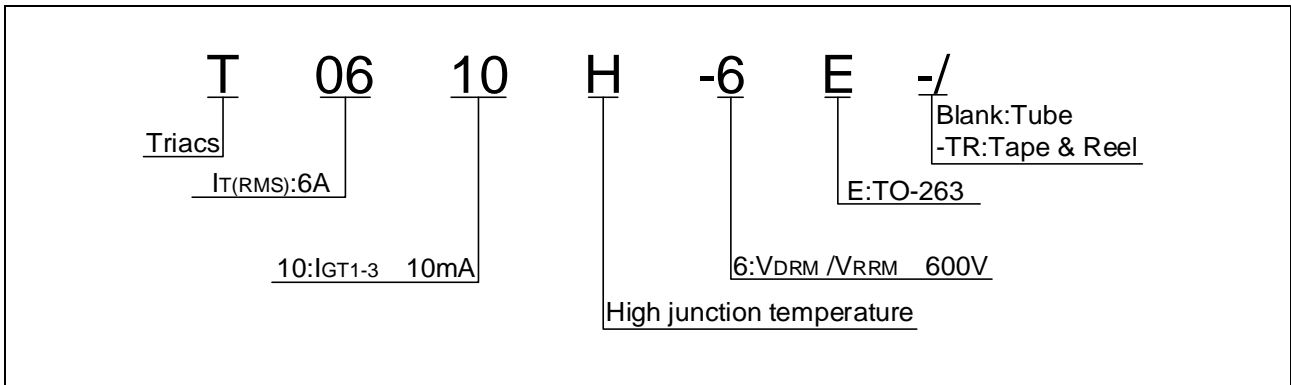 T 06 10 H -6 E -/
Blank:Tube
Triacs
-TR:Tape & Reel
IT(RMS):6A
E:TO-263
10:IGT1-3 10mA
6:VDRM /VRRM 600V
High junction temperature